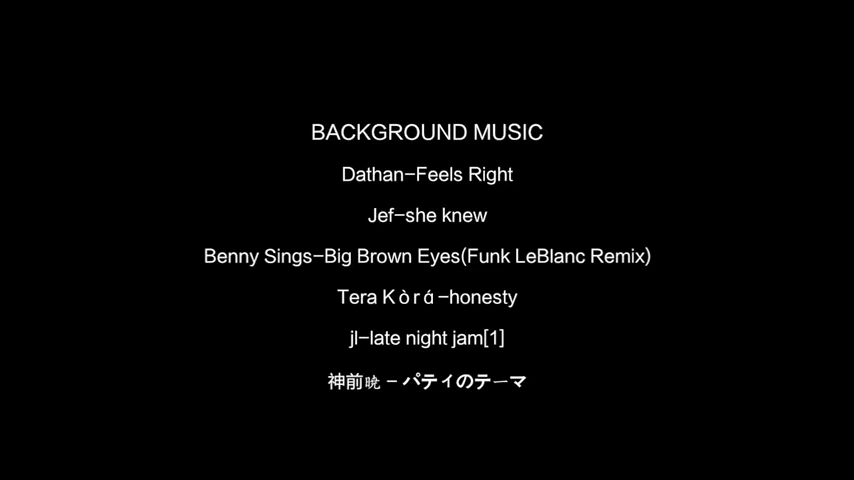 BACKGROUND MUSIC
Dathan-Feels Right
Jef-she knew
Benny Sings-Big Brown Eyes(Funk LeBlanc Remix)
Tera Kòrá-honesty
jl-late night jam[1]
神前暁 - パティのテーマ